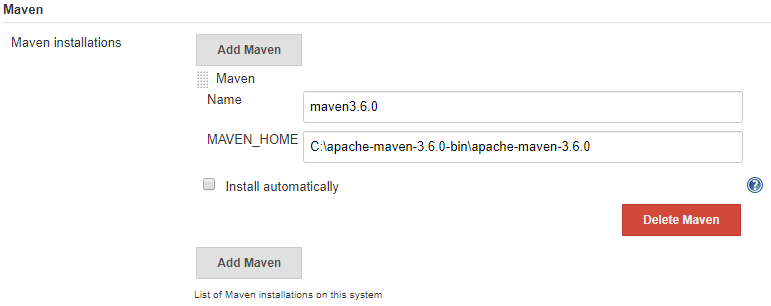 Maven
Maven installations
Add Maven
Maven
Name
maven3.6.0
MAVEN_HOME
C:\apache-maven-3.6.0-bin\apache-maven-3.6.0
Install automatically
?
Delete Maven
Add Maven
List of Maven installations on this system